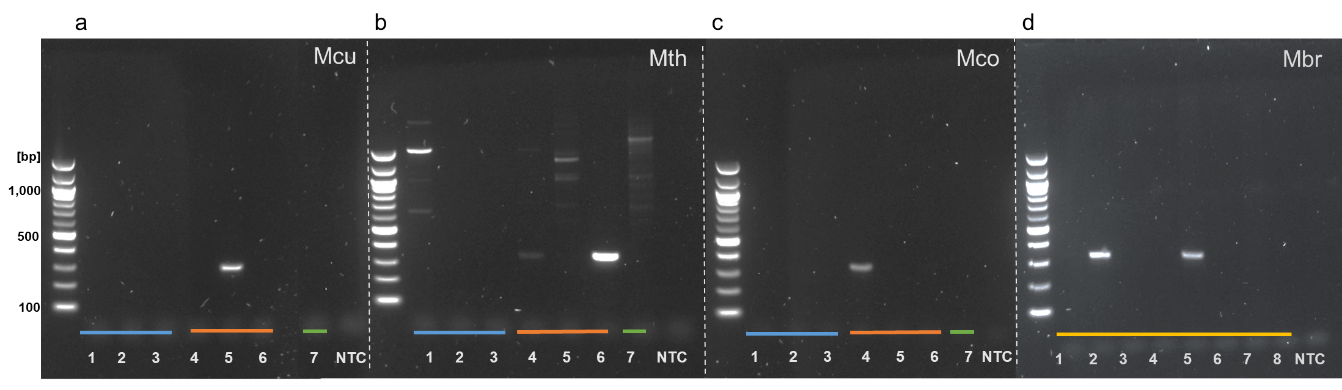 a b c d
Mcu Mth Mco Mbr
[bp]
1,000
500
100
1 2 3 4 5 6 7 NTC 1 2 3 4 5 6 7 NTC 1 2 3 4 5 6 7 NTC 1 2 3 4 5 6 7 8 NTC